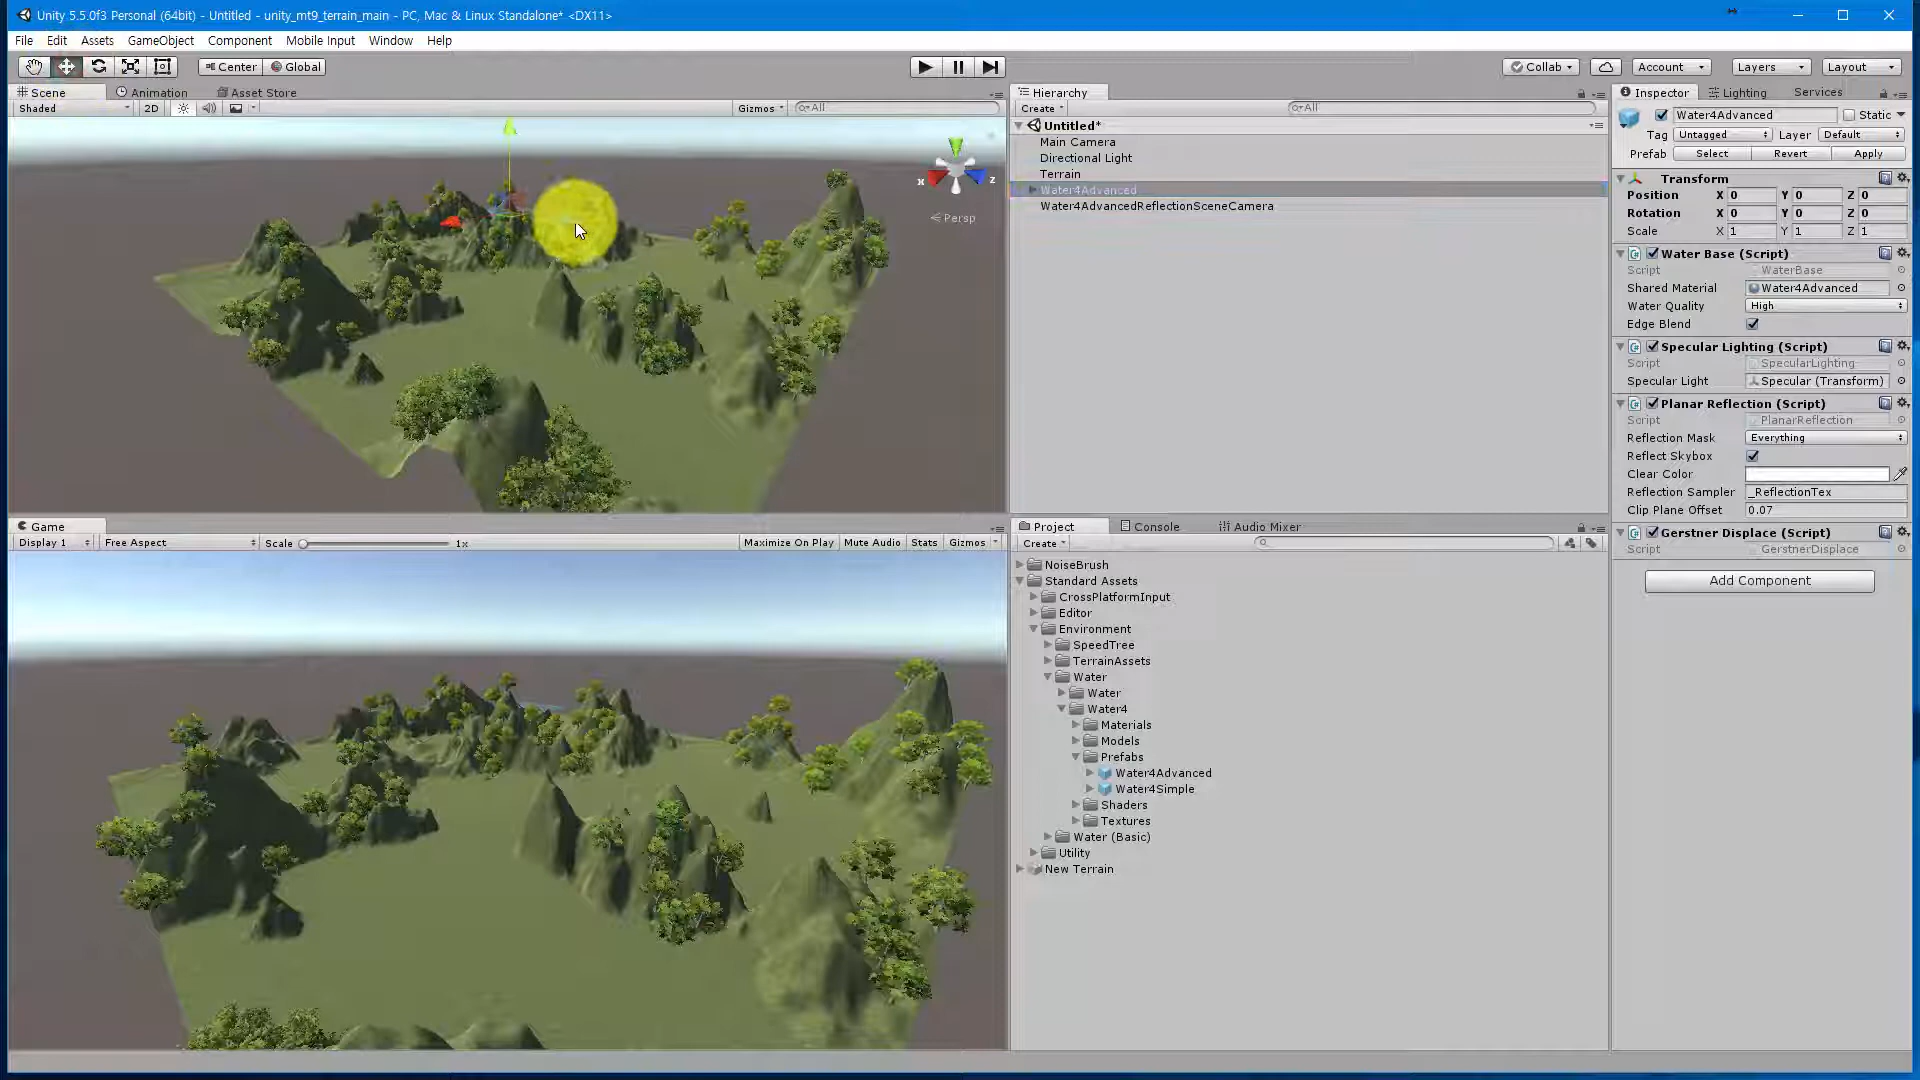 Unity 5.5.0f3 Personal (64bit) - Untitled - unity_mt9_terrain_main - PC, Mac & Linux Standalone* <DX11>
File Edit Assets GameObject Component Mobile Input Window Help
Center Global Collab Account Layers Layout
Scene Animation Asset Store
Shaded 2D Gizmos All
x z
Persp
Game
Display 1 Free Aspect Scale 1x Maximize On Play Mute Audio Stats Gizmos
Hierarchy
Create All
Untitled*
Main Camera
Directional Light
Terrain
Water4Advanced
Water4AdvancedReflectionSceneCamera
Project Console Audio Mixer
Create
NoiseBrush
Standard Assets
CrossPlatformInput
Editor
Environment
SpeedTree
TerrainAssets
Water
Water
Water4
Materials
Models
Prefabs
Water4Advanced
Water4Simple
Shaders
Textures
Water (Basic)
Utility
New Terrain
Inspector Lighting Services
Water4Advanced Static
Tag Untagged Layer Default
Prefab Select Revert Apply
Transform
Position X 0 Y 0 Z 0
Rotation X 0 Y 0 Z 0
Scale X 1 Y 1 Z 1
Water Base (Script)
Script WaterBase
Shared Material Water4Advanced
Water Quality High
Edge Blend
Specular Lighting (Script)
Script SpecularLighting
Specular Light Specular (Transform)
Planar Reflection (Script)
Script PlanarReflection
Reflection Mask Everything
Reflect Skybox
Clear Color
Reflection Sampler _ReflectionTex
Clip Plane Offset 0.07
Gerstner Displace (Script)
Script GerstnerDisplace
Add Component